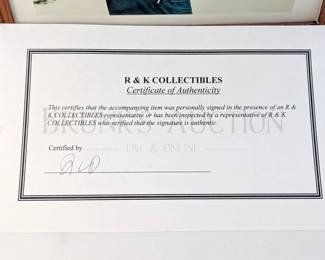 R & K COLLECTIBLES
Certificate of Authenticity
This certifies that the accompanying item was personally signed in the presence of an R &
K COLLECTIBLES representative or has been inspected by a representative of R & K
COLLECTIBLES who verified that the signature is authentic.
BRUNK'S AUCTION
LIVE & ONLINE
Certified by